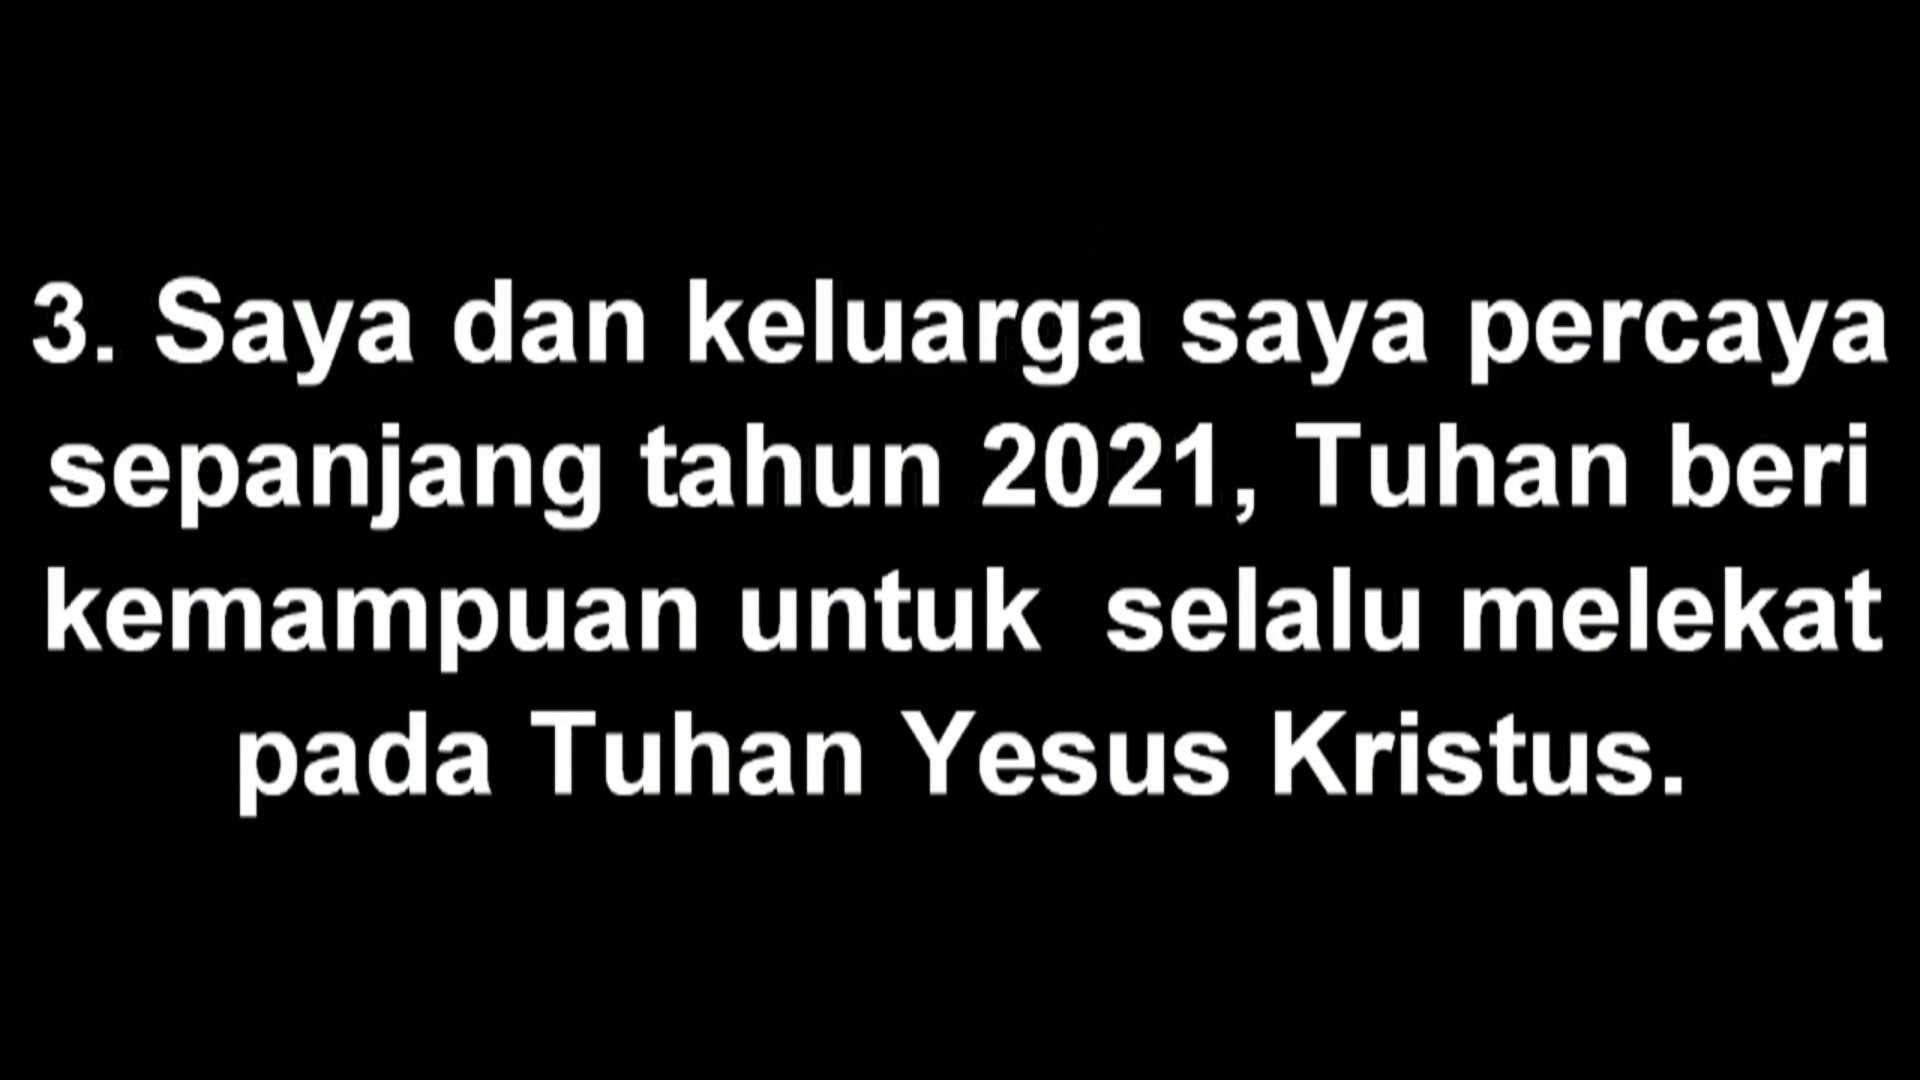 3. Saya dan keluarga saya percaya
sepanjang tahun 2021, Tuhan beri
kemampuan untuk  selalu melekat
pada Tuhan Yesus Kristus.